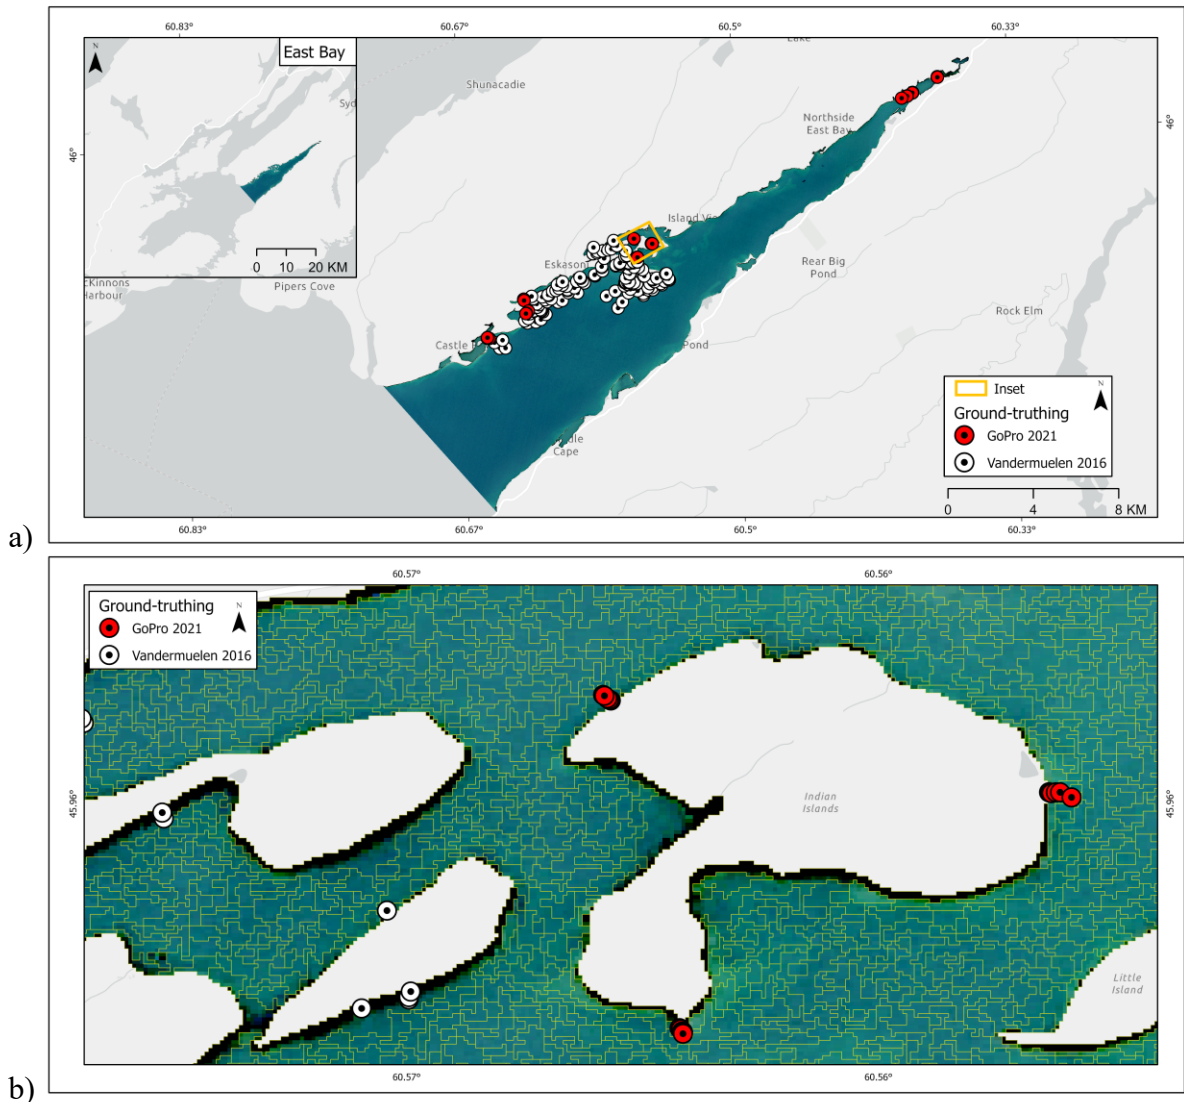 60.83° 60.67° 60.5° 60.33°
East Bay
N
Shunacadie
Northside
East Bay
46° 46°
Island Vie
Eskason
Rear Big
Pond
Pipers Cove
Harbour
0 10 20 KM
Rock Elm
Castle
Pond
Cape
Inset
N
Ground-truthing
GoPro 2021
Vandermuelen 2016
0 4 8 KM
60.83° 60.67° 60.5° 60.33°
a)
60.57° 60.56°
Ground-truthing
N
GoPro 2021
Vandermuelen 2016
45.96° 45.96°
Indian
Islands
Little
Island
60.57° 60.56°
b)